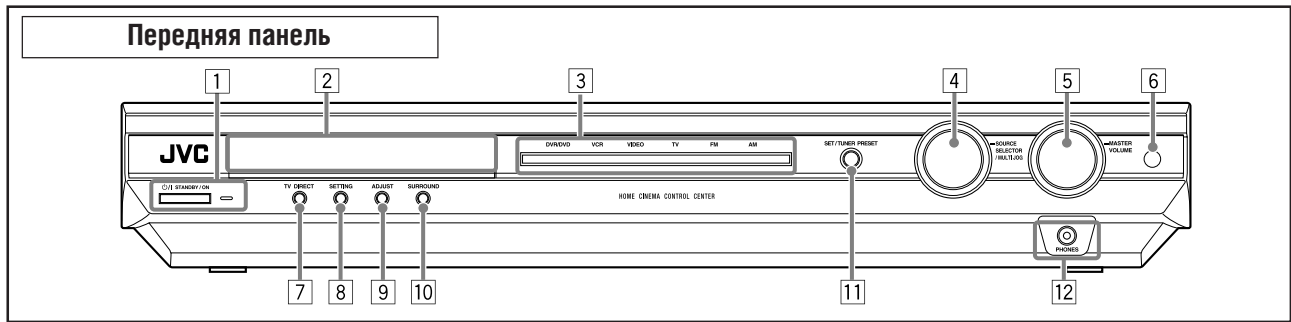 Передняя панель
1 2 3 4 5 6
DVR/DVD VCR VIDEO TV FM AM
SET/TUNER PRESET
SOURCE
SELECTOR
/MULTI JOG
MASTER
VOLUME
JVC
⏻/| STANDBY/ON
TV DIRECT SETTING ADJUST SURROUND
HOME CINEMA CONTROL CENTER
PHONES
7 8 9 10 11 12